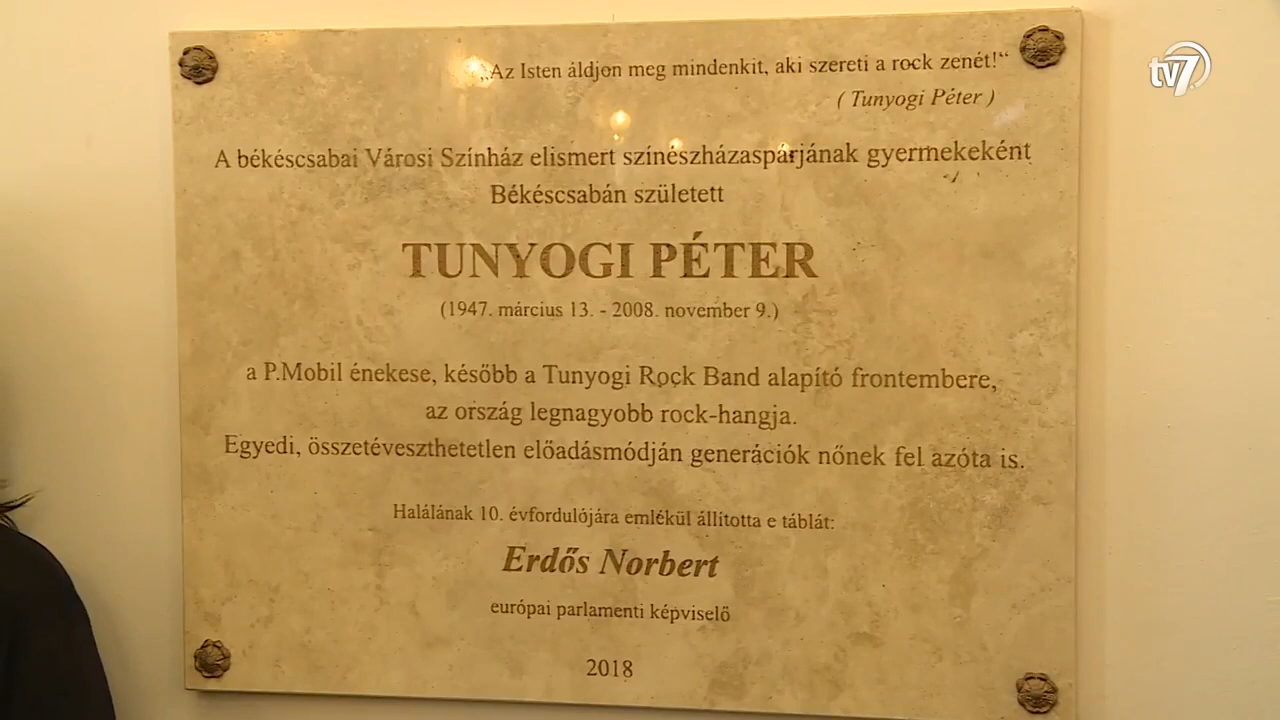 „Az Isten áldjon meg mindenkit, aki szereti a rock zenét!“
( Tunyogi Péter )
tv7
A békéscsabai Városi Színház elismert színészházaspárjának gyermekeként
Békéscsabán született
TUNYOGI PÉTER
(1947. március 13. - 2008. november 9.)
a P.Mobil énekese, később a Tunyogi Rock Band alapító frontembere,
az ország legnagyobb rock-hangja.
Egyedi, összetéveszthetetlen előadásmódján generációk nőnek fel azóta is.
Halálának 10. évfordulójára emlékül állította e táblát:
Erdős Norbert
európai parlamenti képviselő
2018